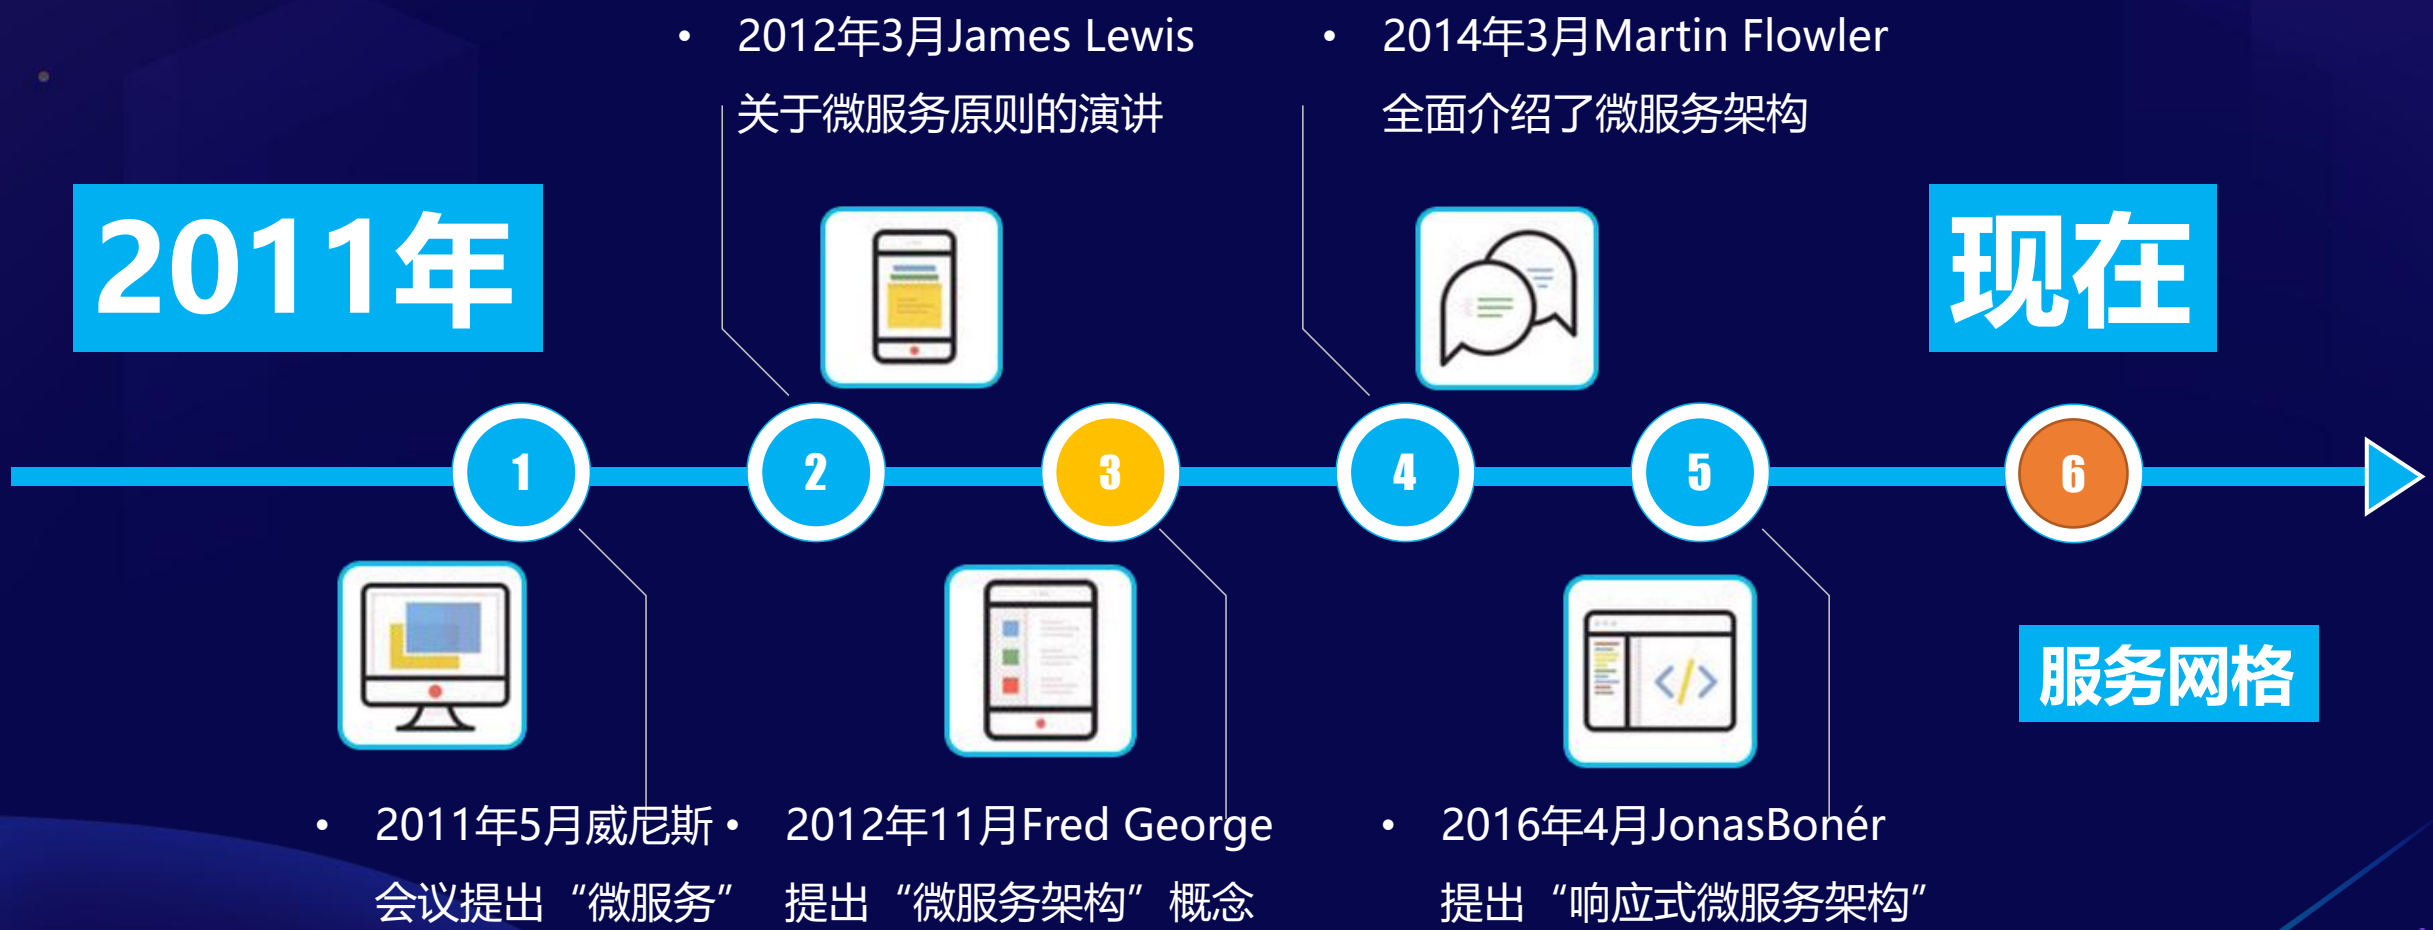 • 2012年3月James Lewis
关于微服务原则的演讲
• 2014年3月Martin Flowler
全面介绍了微服务架构
2011年
现在
1
2
3
4
5
6
服务网格
• 2011年5月威尼斯
会议提出“微服务”
• 2012年11月Fred George
提出“微服务架构”概念
• 2016年4月JonasBonér
提出“响应式微服务架构”